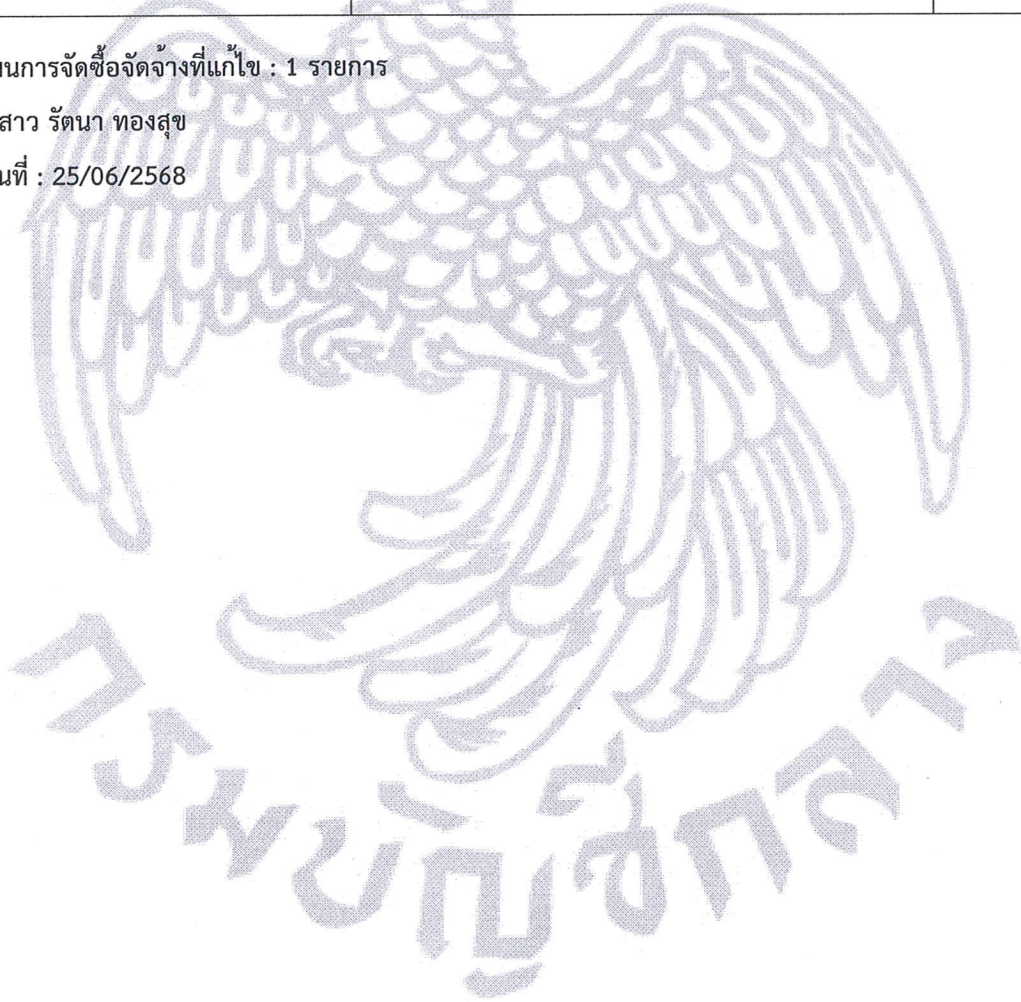 นการจัดซื้อจัดจ้างที่แก้ไข : 1 รายการ
สาว รัตนา ทองสุข
นที่ : 25/06/2568
กรมบัญชีกลาง